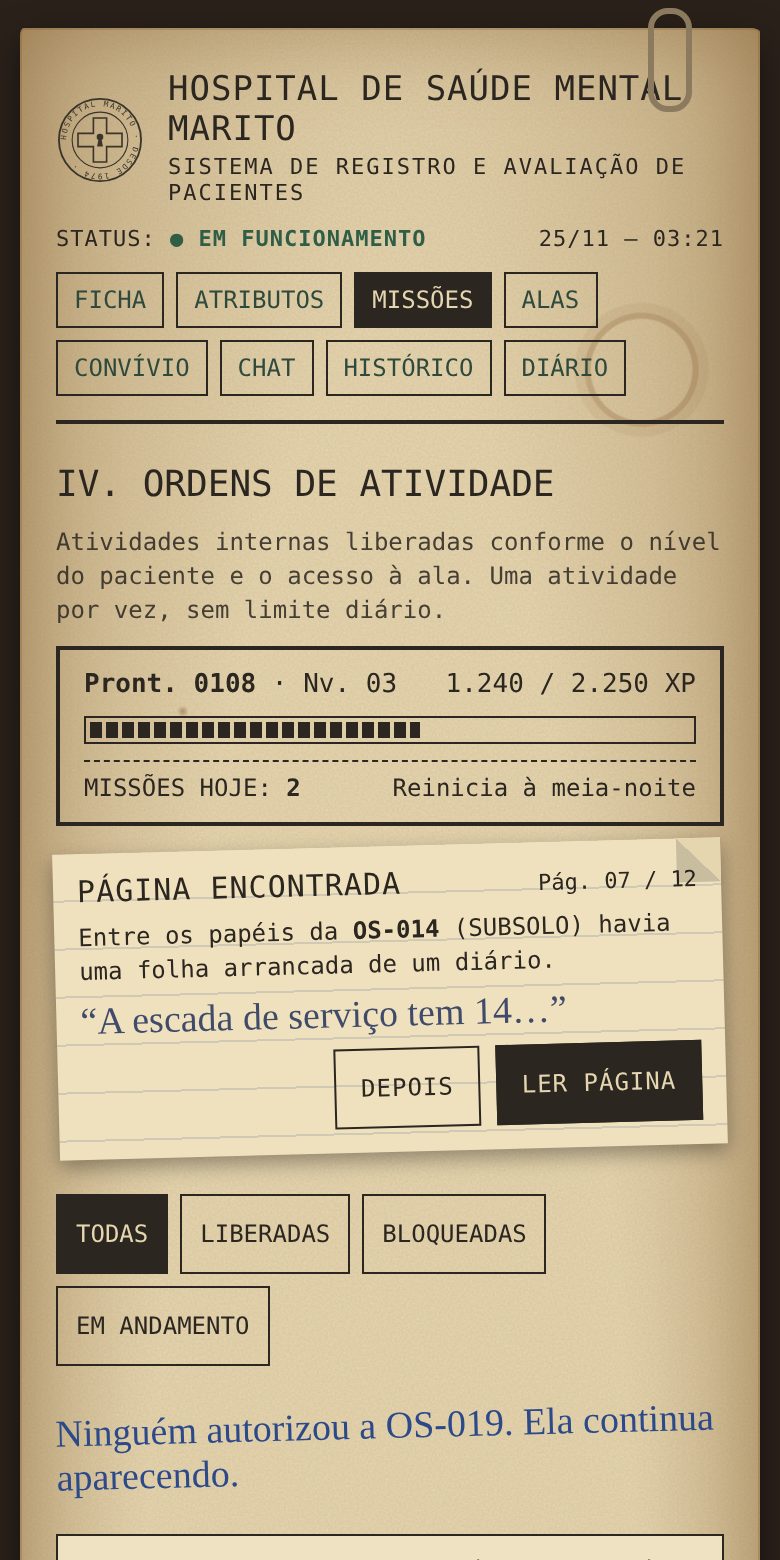 HOSPITAL MARITO · DESDE 1974 ·
HOSPITAL DE SAÚDE MENTAL
MARITO
SISTEMA DE REGISTRO E AVALIAÇÃO DE
PACIENTES
STATUS: ● EM FUNCIONAMENTO 25/11 — 03:21
FICHA ATRIBUTOS MISSÕES ALAS
CONVÍVIO CHAT HISTÓRICO DIÁRIO
IV. ORDENS DE ATIVIDADE
Atividades internas liberadas conforme o nível
do paciente e o acesso à ala. Uma atividade
por vez, sem limite diário.
Pront. 0108 · Nv. 03 1.240 / 2.250 XP
MISSÕES HOJE: 2 Reinicia à meia-noite
PÁGINA ENCONTRADA Pág. 07 / 12
Entre os papéis da OS-014 (SUBSOLO) havia
uma folha arrancada de um diário.
“A escada de serviço tem 14…”
DEPOIS LER PÁGINA
TODAS LIBERADAS BLOQUEADAS
EM ANDAMENTO
Ninguém autorizou a OS-019. Ela continua
aparecendo.